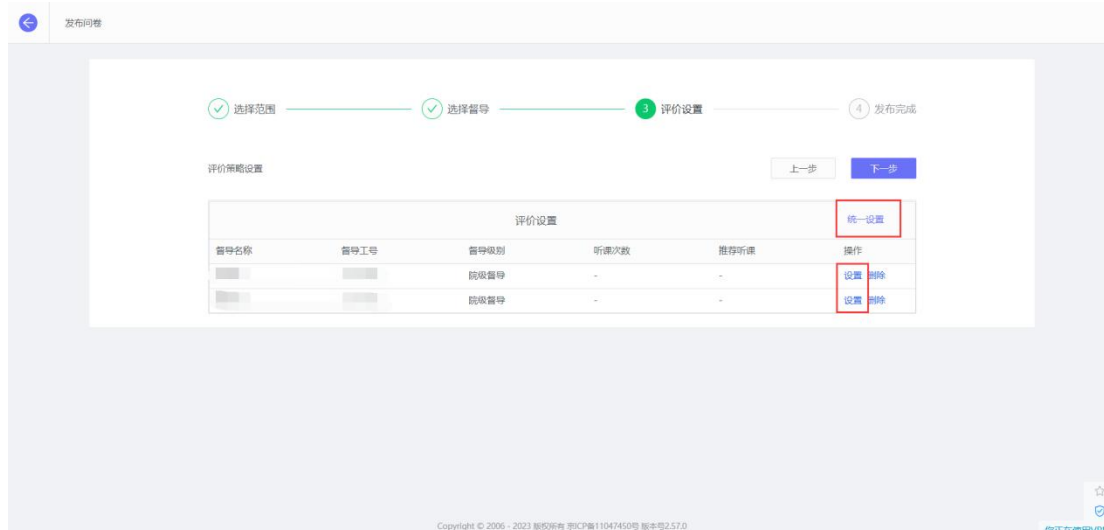 发布问卷
选择范围 选择督导 3 评价设置 4 发布完成
评价策略设置 上一步 下一步
评价设置 统一设置
督导名称 督导工号 督导级别 听课次数 推荐听课 操作
院级督导 - - 设置 删除
院级督导 - - 设置 删除
Copyright © 2006 - 2023 版权所有 京ICP备11047450号 版本号2.57.0